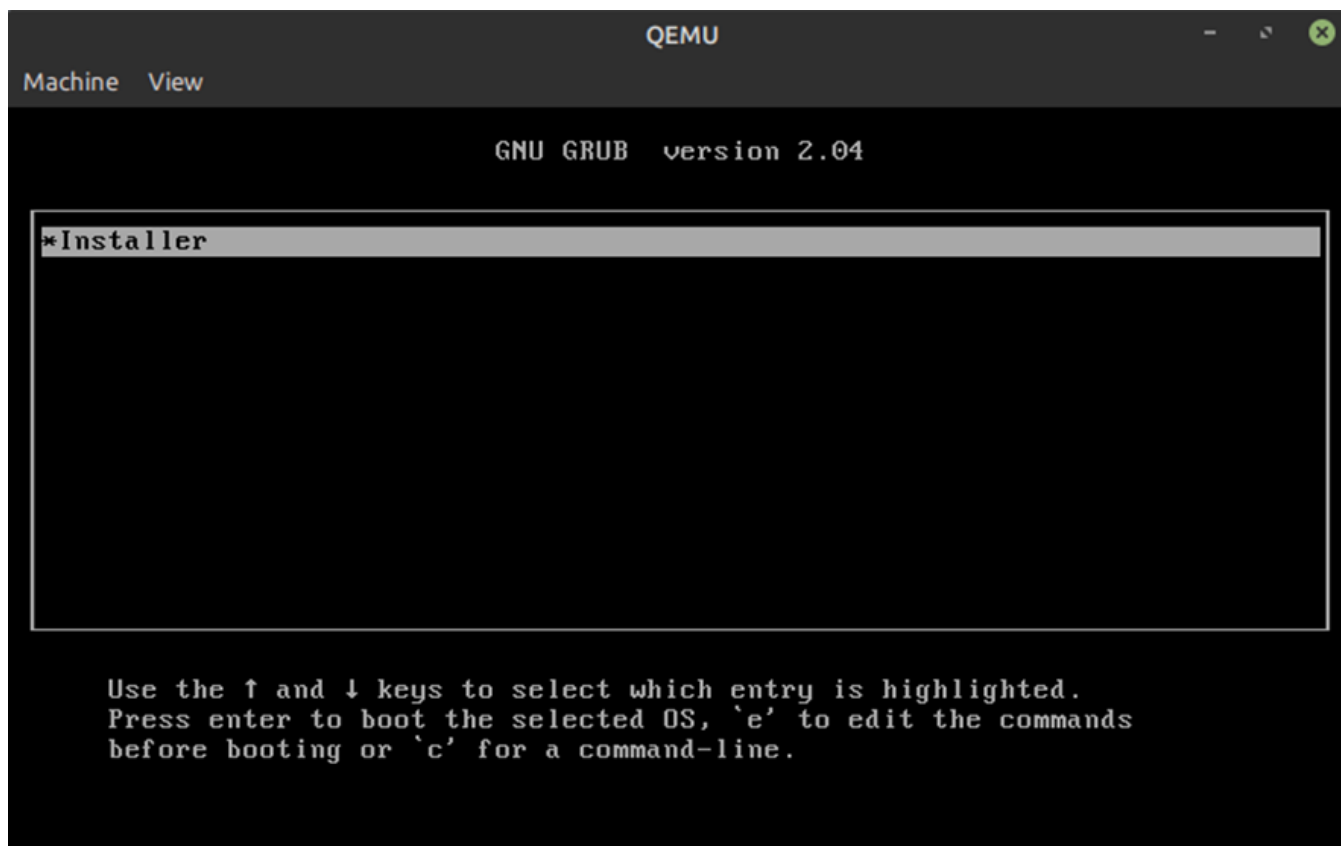 QEMU
Machine View
GNU GRUB version 2.04
*Installer
Use the ↑ and ↓ keys to select which entry is highlighted.
Press enter to boot the selected OS, `e' to edit the commands
before booting or `c' for a command-line.